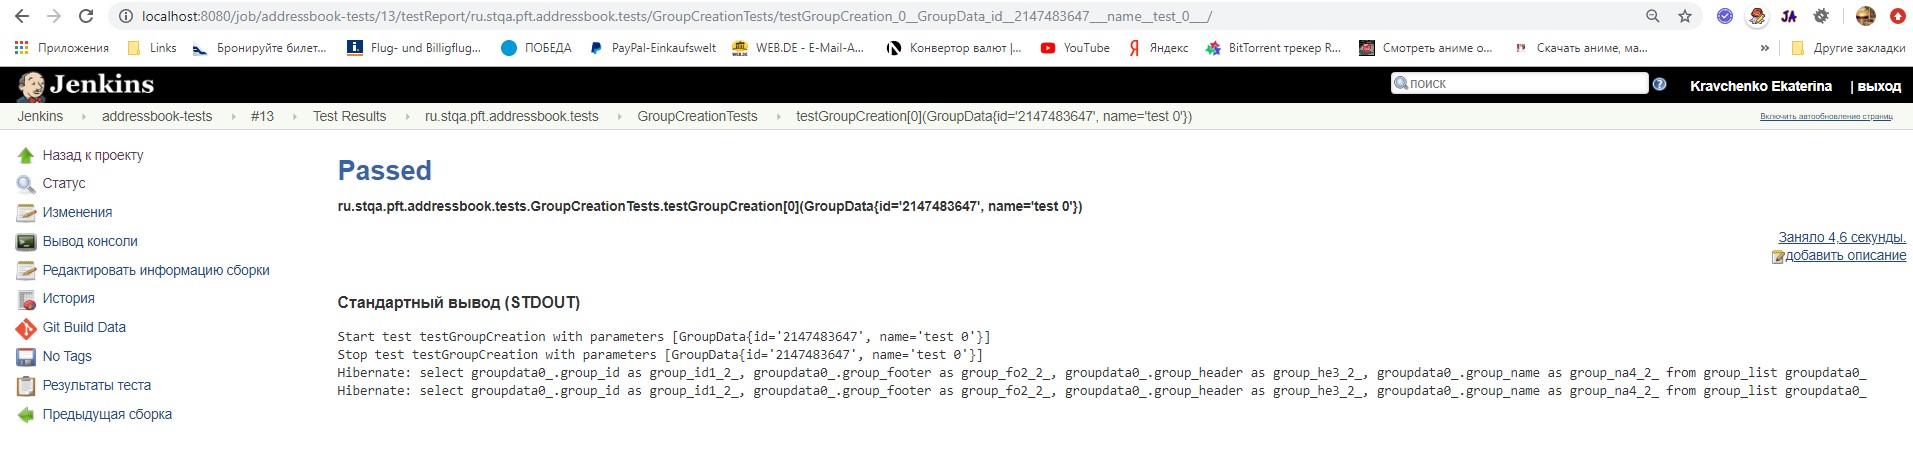 localhost:8080/job/addressbook-tests/13/testReport/ru.stqa.pft.addressbook.tests/GroupCreationTests/testGroupCreation_0__GroupData_id__2147483647___name__test_0___/
JA
Приложения Links Бронируйте билет... Flug- und Billigflug... ПОБЕДА PayPal-Einkaufswelt WEB.DE - E-Mail-A... Конвертор валют |... YouTube Яндекс BitTorrent трекер R... Смотреть аниме о... Скачать аниме, ма... » Другие закладки
Jenkins поиск Kravchenko Ekaterina | выход
Jenkins addressbook-tests #13 Test Results ru.stqa.pft.addressbook.tests GroupCreationTests testGroupCreation[0](GroupData{id='2147483647', name='test 0'}) Включить автообновление страниц
Назад к проекту
Статус
Изменения
Вывод консоли
Редактировать информацию сборки
История
Git Build Data
No Tags
Результаты теста
Предыдущая сборка
Passed
ru.stqa.pft.addressbook.tests.GroupCreationTests.testGroupCreation[0](GroupData{id='2147483647', name='test 0'})
Заняло 4,6 секунды.
добавить описание
Стандартный вывод (STDOUT)
Start test testGroupCreation with parameters [GroupData{id='2147483647', name='test 0'}]
Stop test testGroupCreation with parameters [GroupData{id='2147483647', name='test 0'}]
Hibernate: select groupdata0_.group_id as group_id1_2_, groupdata0_.group_footer as group_fo2_2_, groupdata0_.group_header as group_he3_2_, groupdata0_.group_name as group_na4_2_ from group_list groupdata0_
Hibernate: select groupdata0_.group_id as group_id1_2_, groupdata0_.group_footer as group_fo2_2_, groupdata0_.group_header as group_he3_2_, groupdata0_.group_name as group_na4_2_ from group_list groupdata0_